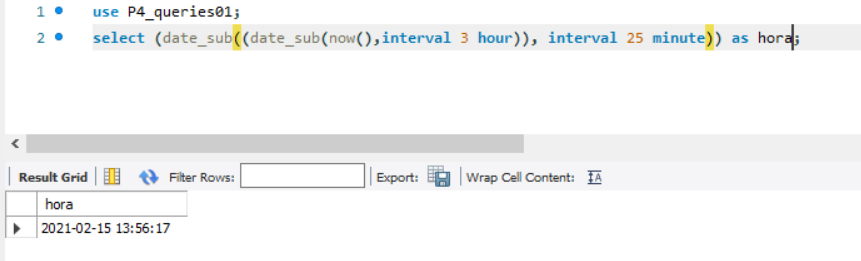 1 use P4_queries01;
2 select (date_sub((date_sub(now(),interval 3 hour)), interval 25 minute)) as hora;
<
Result Grid Filter Rows: Export: Wrap Cell Content: IA
hora
2021-02-15 13:56:17